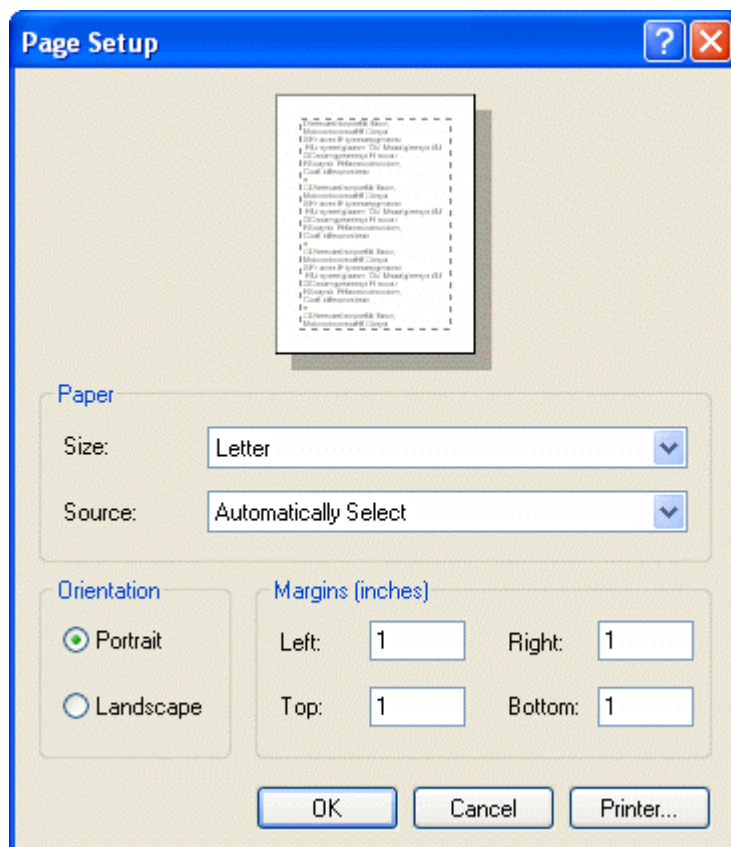 Page Setup
Paper
Size: Letter
Source: Automatically Select
Orientation Margins (inches)
Portrait Left: 1 Right: 1
Landscape Top: 1 Bottom: 1
OK Cancel Printer...